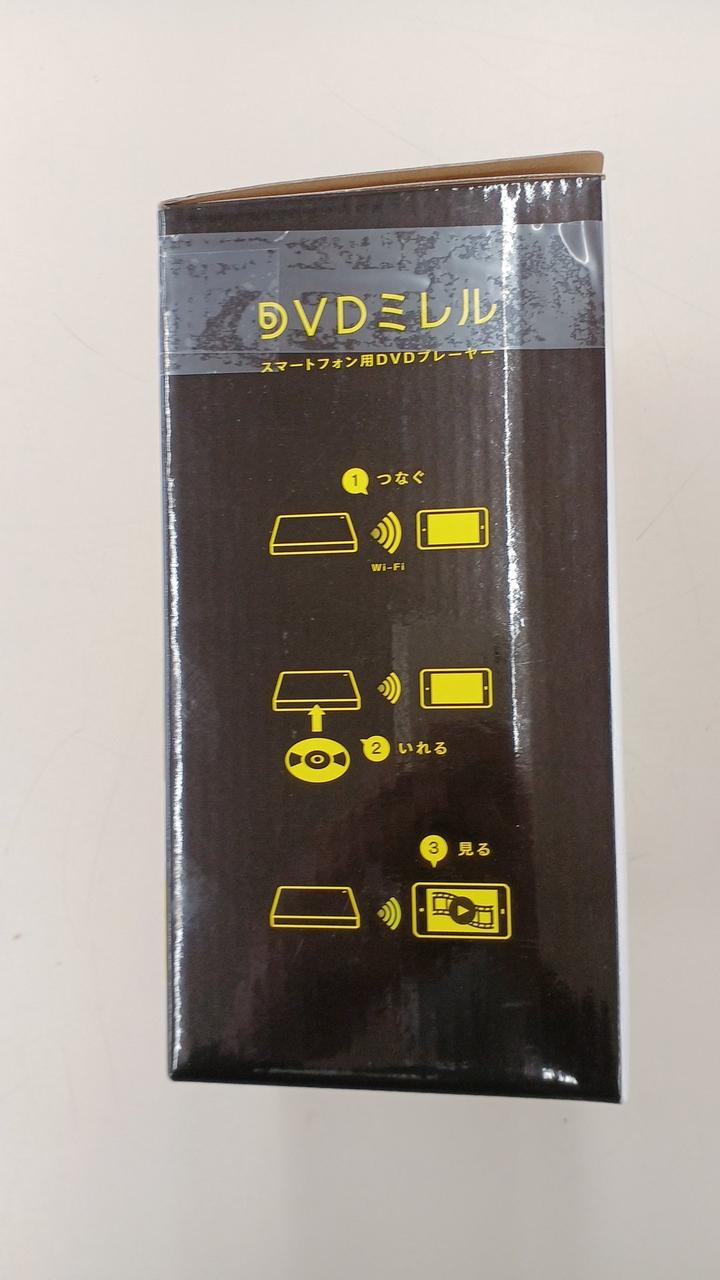 DVDミレル
スマートフォン用DVDプレーヤー
1 つなぐ
Wi-Fi
2 いれる
3 見る